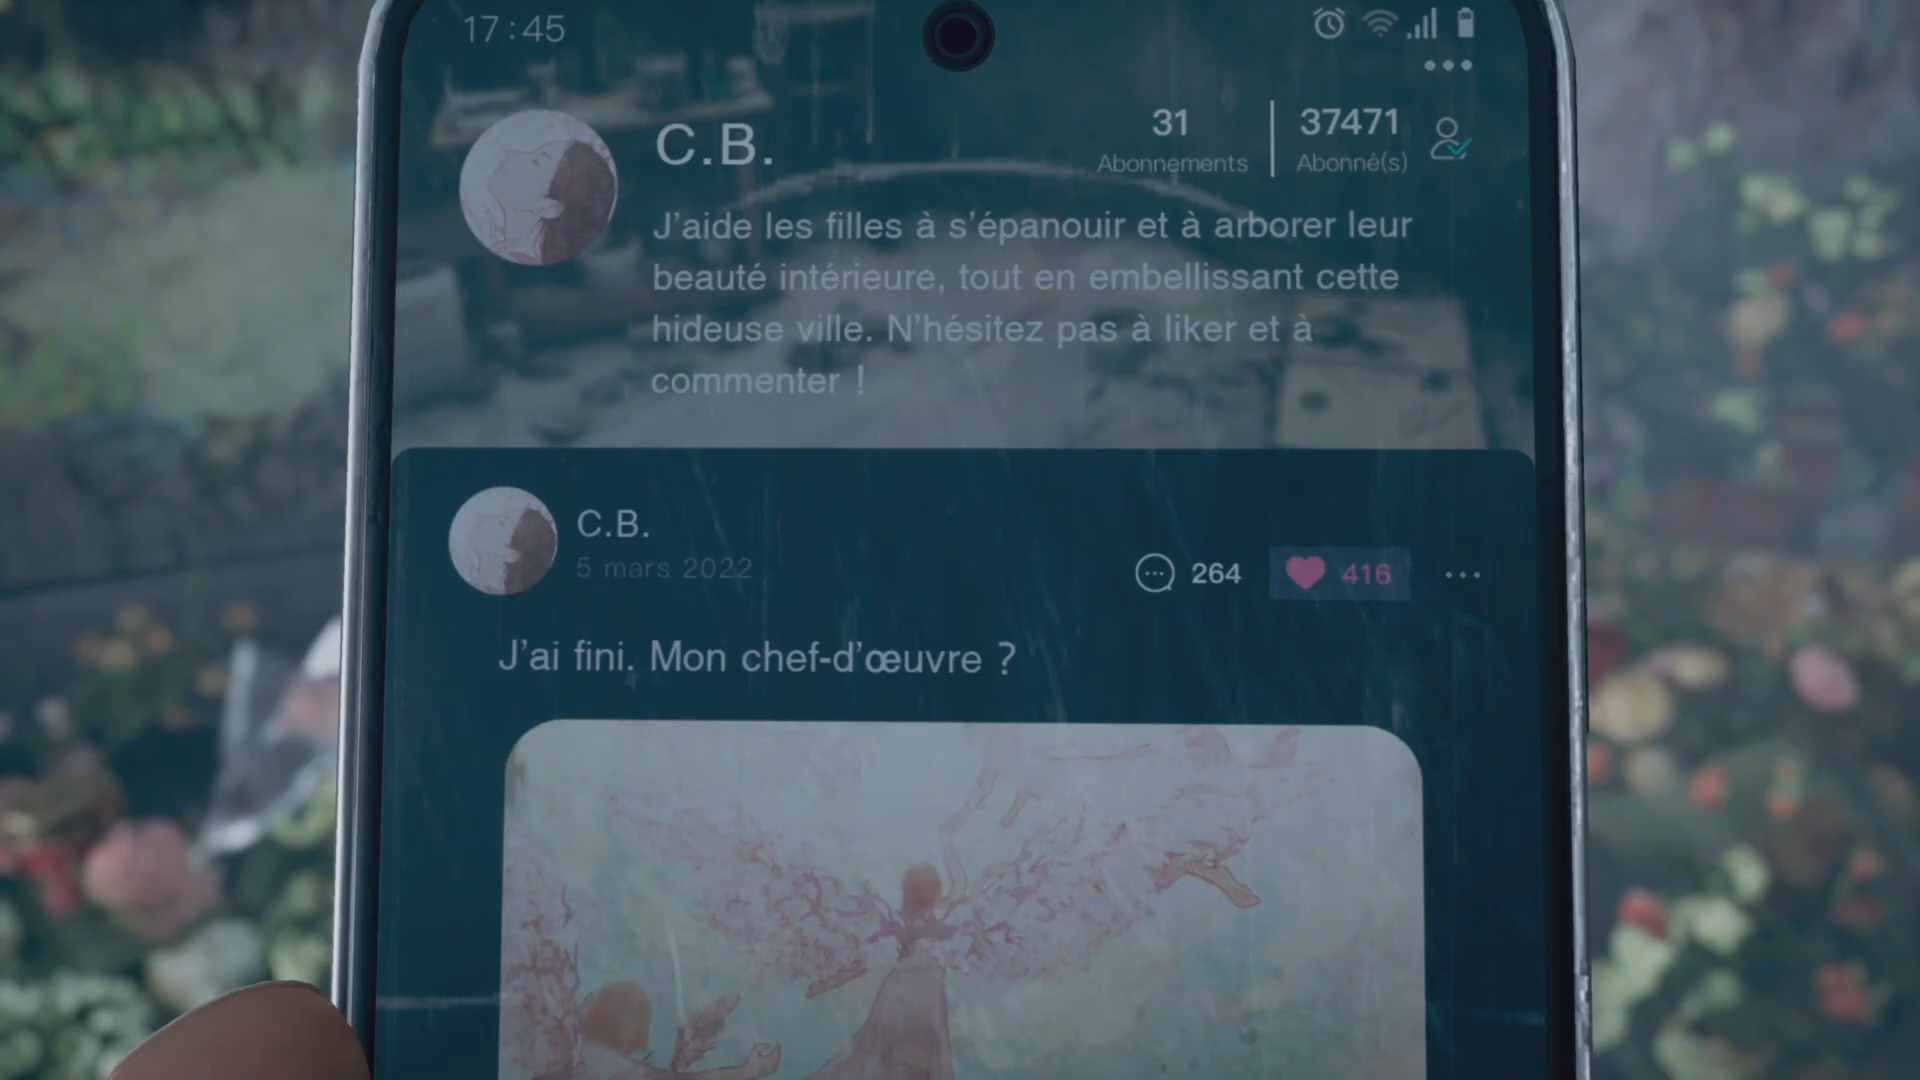 17:45
C.B.
31
Abonnements
37471
Abonné(s)
J'aide les filles à s'épanouir et à arborer leur
beauté intérieure, tout en embellissant cette
hideuse ville. N'hésitez pas à liker et à
commenter !
C.B.
5 mars 2022
264
416
J'ai fini. Mon chef-d'œuvre ?